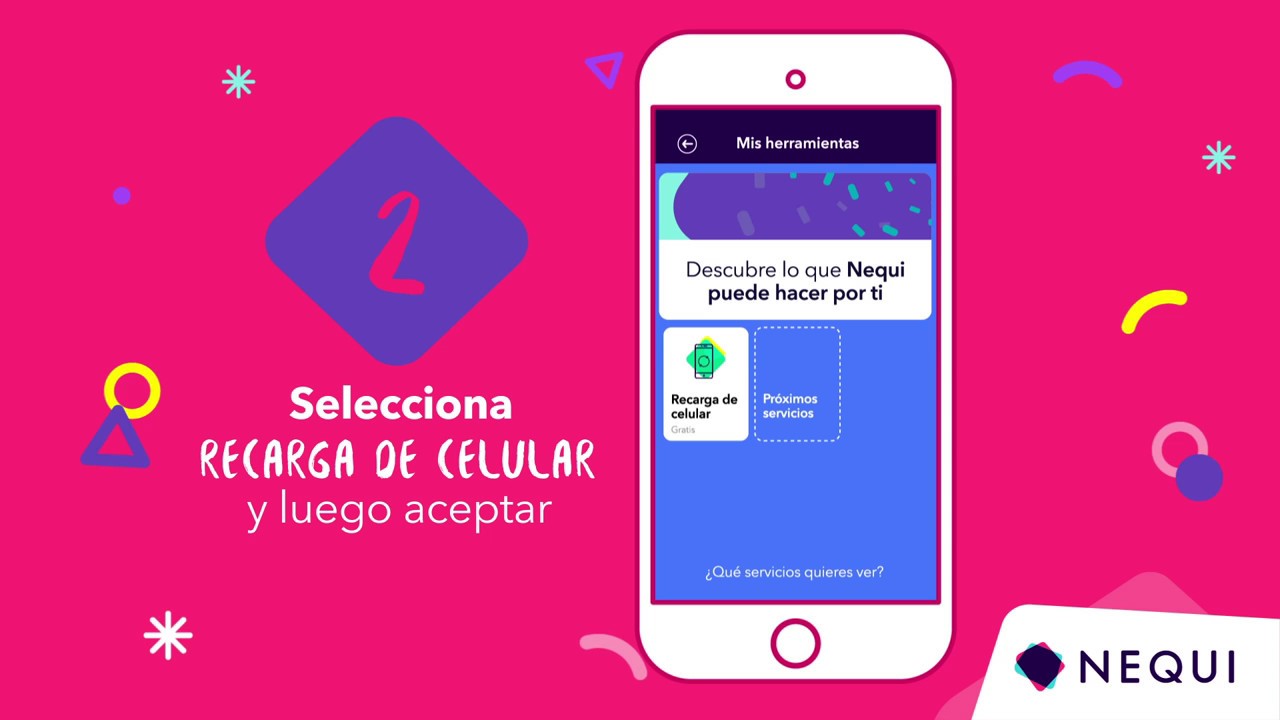 2
Selecciona
RECARGA DE CELULAR
y luego aceptar
Mis herramientas
Descubre lo que Nequi
puede hacer por ti
Recarga de
celular
Gratis
Próximos
servicios
¿Qué servicios quieres ver?
NEQUI